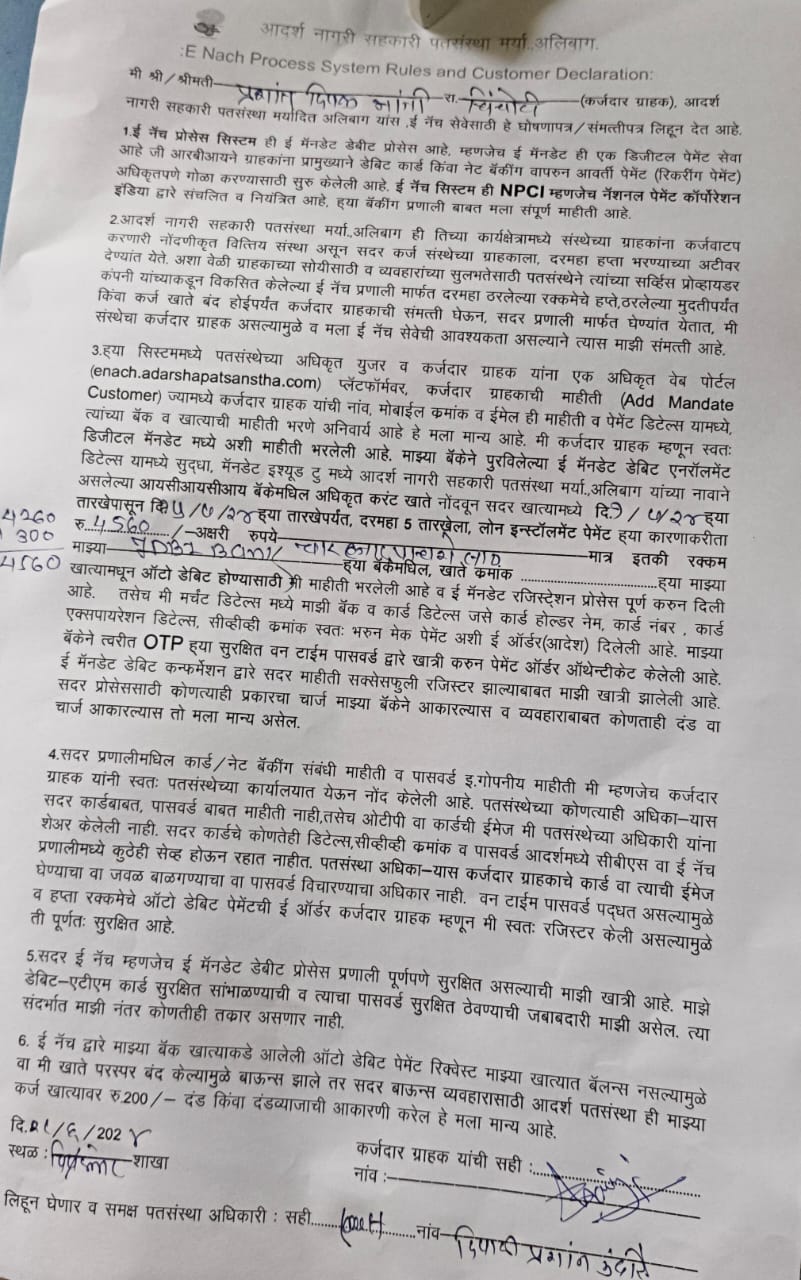 आदर्श नागरी सहकारी पतसंस्था मर्या.,अलिबाग.
:E Nach Process System Rules and Customer Declaration:
मी श्री/श्रीमती प्रशांत दिपक रा. चिंचोटी (कर्जदार ग्राहक), आदर्श
नागरी सहकारी पतसंस्था मर्यादित अलिबाग यांस ,ई नॅच सेवेसाठी हे घोषणापत्र/संमत्तीपत्र लिहून देत आहे.
1.ई नॅच प्रोसेस सिस्टिम ही ई मॅनडेट डेबीट प्रोसेस आहे. म्हणजेच ई मॅनडेट ही एक डिजीटल पेमेंट सेवा
आहे जी आरबीआयने ग्राहकांना प्रामुख्याने डेबिट कार्ड किंवा नेट बॅकींग वापरुन आवर्ती पेमेंट (रिकरींग पेमेंट)
अधिकृतपणे गोळा करण्यासाठी सुरु केलेली आहे. ई नॅच सिस्टम ही NPCI म्हणजेच नॅशनल पेमेंट कॉर्पोरेशन
इंडिया द्वारे संचलित व नियंत्रित आहे. हया बॅकींग प्रणाली बाबत मला संपूर्ण माहीती आहे.
2.आदर्श नागरी सहकारी पतसंस्था मर्या.,अलिबाग ही तिच्या कार्यक्षेत्रामध्ये संस्थेच्या ग्राहकांना कर्जवाटप
करणारी नोंदणीकृत वित्तिय संस्था असून सदर कर्ज संस्थेच्या ग्राहकाला, दरमहा हप्ता भरण्याच्या अटीवर
देण्यांत येते. अशा वेळी ग्राहकाच्या सोयीसाठी व व्यवहारांच्या सुलभतेसाठी पतसंस्थेने त्यांच्या सर्व्हिस प्रोव्हायडर
कंपनी यांच्याकडून विकसित केलेल्या ई नॅच प्रणाली मार्फत दरमहा ठरलेल्या रक्कमेचे हप्ते,ठरलेल्या मुदतीपर्यंत
किंवा कर्ज खाते बंद होईपर्यंत कर्जदार ग्राहकाची संमत्ती घेऊन, सदर प्रणाली मार्फत घेण्यांत येतात, मी
संस्थेचा कर्जदार ग्राहक असल्यामुळे व मला ई नॅच सेवेची आवश्यकता असल्याने त्यास माझी संमत्ती आहे.
3.हया सिस्टममध्ये पतसंस्थेच्या अधिकृत युजर व कर्जदार ग्राहक यांना एक अधिकृत वेब पोर्टल
(enach.adarshapatsanstha.com) प्लॅटफॉर्मवर, कर्जदार ग्राहकाची माहीती (Add Mandate
Customer) ज्यामध्ये कर्जदार ग्राहक यांची नांव, मोबाईल क्रमांक व ईमेल ही माहीती व पेमेंट डिटेल्स यामध्ये,
त्यांच्या बॅक व खात्याची माहीती भरणे अनिवार्य आहे हे मला मान्य आहे. मी कर्जदार ग्राहक म्हणून स्वतः
डिजीटल मॅनडेट मध्ये अशी माहीती भरलेली आहे. माझ्या बॅकेने पुरविलेल्या ई मॅनडेट डेबिट एनरॉलमेंट
डिटेल्स यामध्ये सुद्धा, मॅनडेट इश्यूड टु मध्ये आदर्श नागरी सहकारी पतसंस्था मर्या.,अलिबाग यांच्या नावाने
असलेल्या आयसीआयसीआय बॅकेमधिल अधिकृत करंट खाते नोंदवून सदर खात्यामध्ये दि. हया
तारखेपासून दि. हया तारखेपर्यंत, दरमहा 5 तारखेला, लोन इन्स्टॉलमेंट पेमेंट हया कारणाकरीता
4260
300
4560
रु.4560/-अक्षरी रुपये चार हजार पाचशे साठ मात्र इतकी रक्कम
माझ्या IDBI BANK हया बॅकेमधिल, खाते क्रमांक ..................हया माझ्या
खात्यामधून ऑटो डेबिट होण्यासाठी मी माहीती भरलेली आहे व ई मॅनडेट रजिस्ट्रेशन प्रोसेस पूर्ण करुन दिली
आहे. तसेच मी मर्चंट डिटेल्स मध्ये माझी बॅक व कार्ड डिटेल्स जसे कार्ड होल्डर नेम, कार्ड नंबर , कार्ड
एक्सपायरेशन डिटेल्स, सीव्हीव्ही क्रमांक स्वतः भरुन मेक पेमेंट अशी ई ऑर्डर(आदेश) दिलेली आहे. माझ्या
बॅकेने त्वरीत OTP हया सुरक्षित वन टाईम पासवर्ड द्वारे खात्री करुन पेमेंट ऑर्डर ऑथेन्टीकेट केलेली आहे.
ई मॅनडेट डेबिट कन्फर्मेशन द्वारे सदर माहीती सक्सेसफुली रजिस्टर झाल्याबाबत माझी खात्री झालेली आहे.
सदर प्रोसेससाठी कोणत्याही प्रकारचा चार्ज माझ्या बॅकेने आकारल्यास व व्यवहाराबाबत कोणताही दंड वा
चार्ज आकारल्यास तो मला मान्य असेल.
4.सदर प्रणालीमधिल कार्ड/नेट बॅकींग संबंधी माहीती व पासवर्ड इ.गोपनीय माहीती मी म्हणजेच कर्जदार
ग्राहक यांनी स्वतः पतसंस्थेच्या कार्यालयात येऊन नोंद केलेली आहे. पतसंस्थेच्या कोणत्याही अधिका–यास
सदर कार्डबाबत, पासवर्ड बाबत माहीती नाही,तसेच ओटीपी वा कार्डची ईमेज मी पतसंस्थेच्या अधिकारी यांना
शेअर केलेली नाही. सदर कार्डचे कोणतेही डिटेल्स,सीव्हीव्ही क्रमांक व पासवर्ड आदर्शमध्ये सीबीएस वा ई नॅच
प्रणालीमध्ये कुठेही सेव्ह होऊन रहात नाहीत. पतसंस्था अधिका–यास कर्जदार ग्राहकाचे कार्ड वा त्याची ईमेज
घेण्याचा वा जवळ बाळगण्याचा वा पासवर्ड विचारण्याचा अधिकार नाही. वन टाईम पासवर्ड पद्धत असल्यामुळे
व हप्ता रक्कमेचे ऑटो डेबिट पेमेंटची ई ऑर्डर कर्जदार ग्राहक म्हणून मी स्वतः रजिस्टर केली असल्यामुळे
ती पूर्णतः सुरक्षित आहे.
5.सदर ई नॅच म्हणजेच ई मॅनडेट डेबीट प्रोसेस प्रणाली पूर्णपणे सुरक्षित असल्याची माझी खात्री आहे. माझे
डेबिट–एटीएम कार्ड सुरक्षित सांभाळण्याची व त्याचा पासवर्ड सुरक्षित ठेवण्याची जबाबदारी माझी असेल. त्या
संदर्भात माझी नंतर कोणतीही तकार असणार नाही.
6. ई नॅच द्वारे माझ्या बॅक खात्याकडे आलेली ऑटो डेबिट पेमेंट रिक्वेस्ट माझ्या खात्यात बॅलन्स नसल्यामुळे
वा मी खाते परस्पर बंद केल्यामुळे बाऊन्स झाले तर सदर बाऊन्स व्यवहारासाठी आदर्श पतसंस्था ही माझ्या
कर्ज खात्यावर रु.200/– दंड किंवा दंडव्याजाची आकारणी करेल हे मला मान्य आहे.
दि. /६/२०२४
स्थळ : शाखा
कर्जदार ग्राहक यांची सही :
नांव :
लिहून घेणार व समक्ष पतसंस्था अधिकारी : सही नांव दिपाली प्रशांत